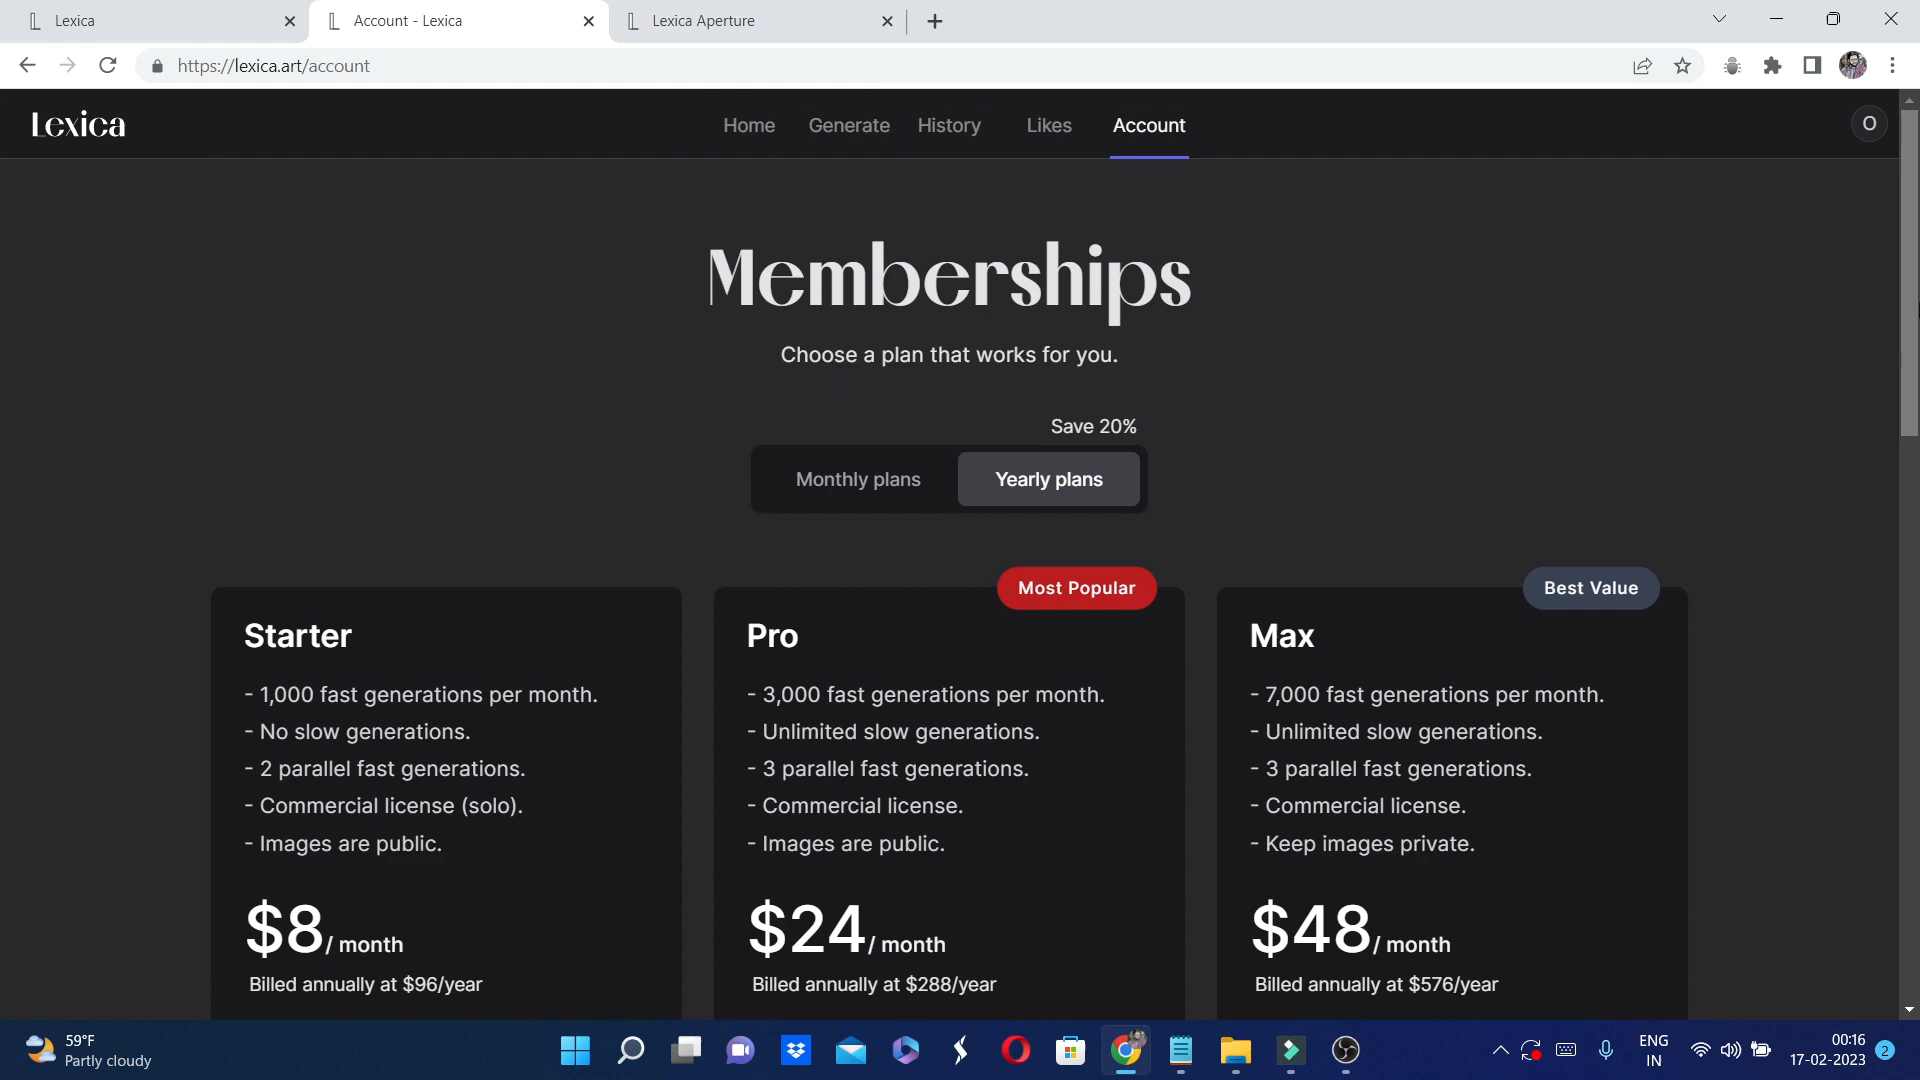 Lexica
Account - Lexica
Lexica Aperture
https://lexica.art/account
Lexica
Home
Generate
History
Likes
Account
O
Memberships
Choose a plan that works for you.
Save 20%
Monthly plans
Yearly plans
Starter
- 1,000 fast generations per month.
- No slow generations.
- 2 parallel fast generations.
- Commercial license (solo).
- Images are public.
$8/ month
Billed annually at $96/year
Most Popular
Pro
- 3,000 fast generations per month.
- Unlimited slow generations.
- 3 parallel fast generations.
- Commercial license.
- Images are public.
$24/ month
Billed annually at $288/year
Best Value
Max
- 7,000 fast generations per month.
- Unlimited slow generations.
- 3 parallel fast generations.
- Commercial license.
- Keep images private.
$48/ month
Billed annually at $576/year
59°F
Partly cloudy
ENG
IN
00:16
17-02-2023
2